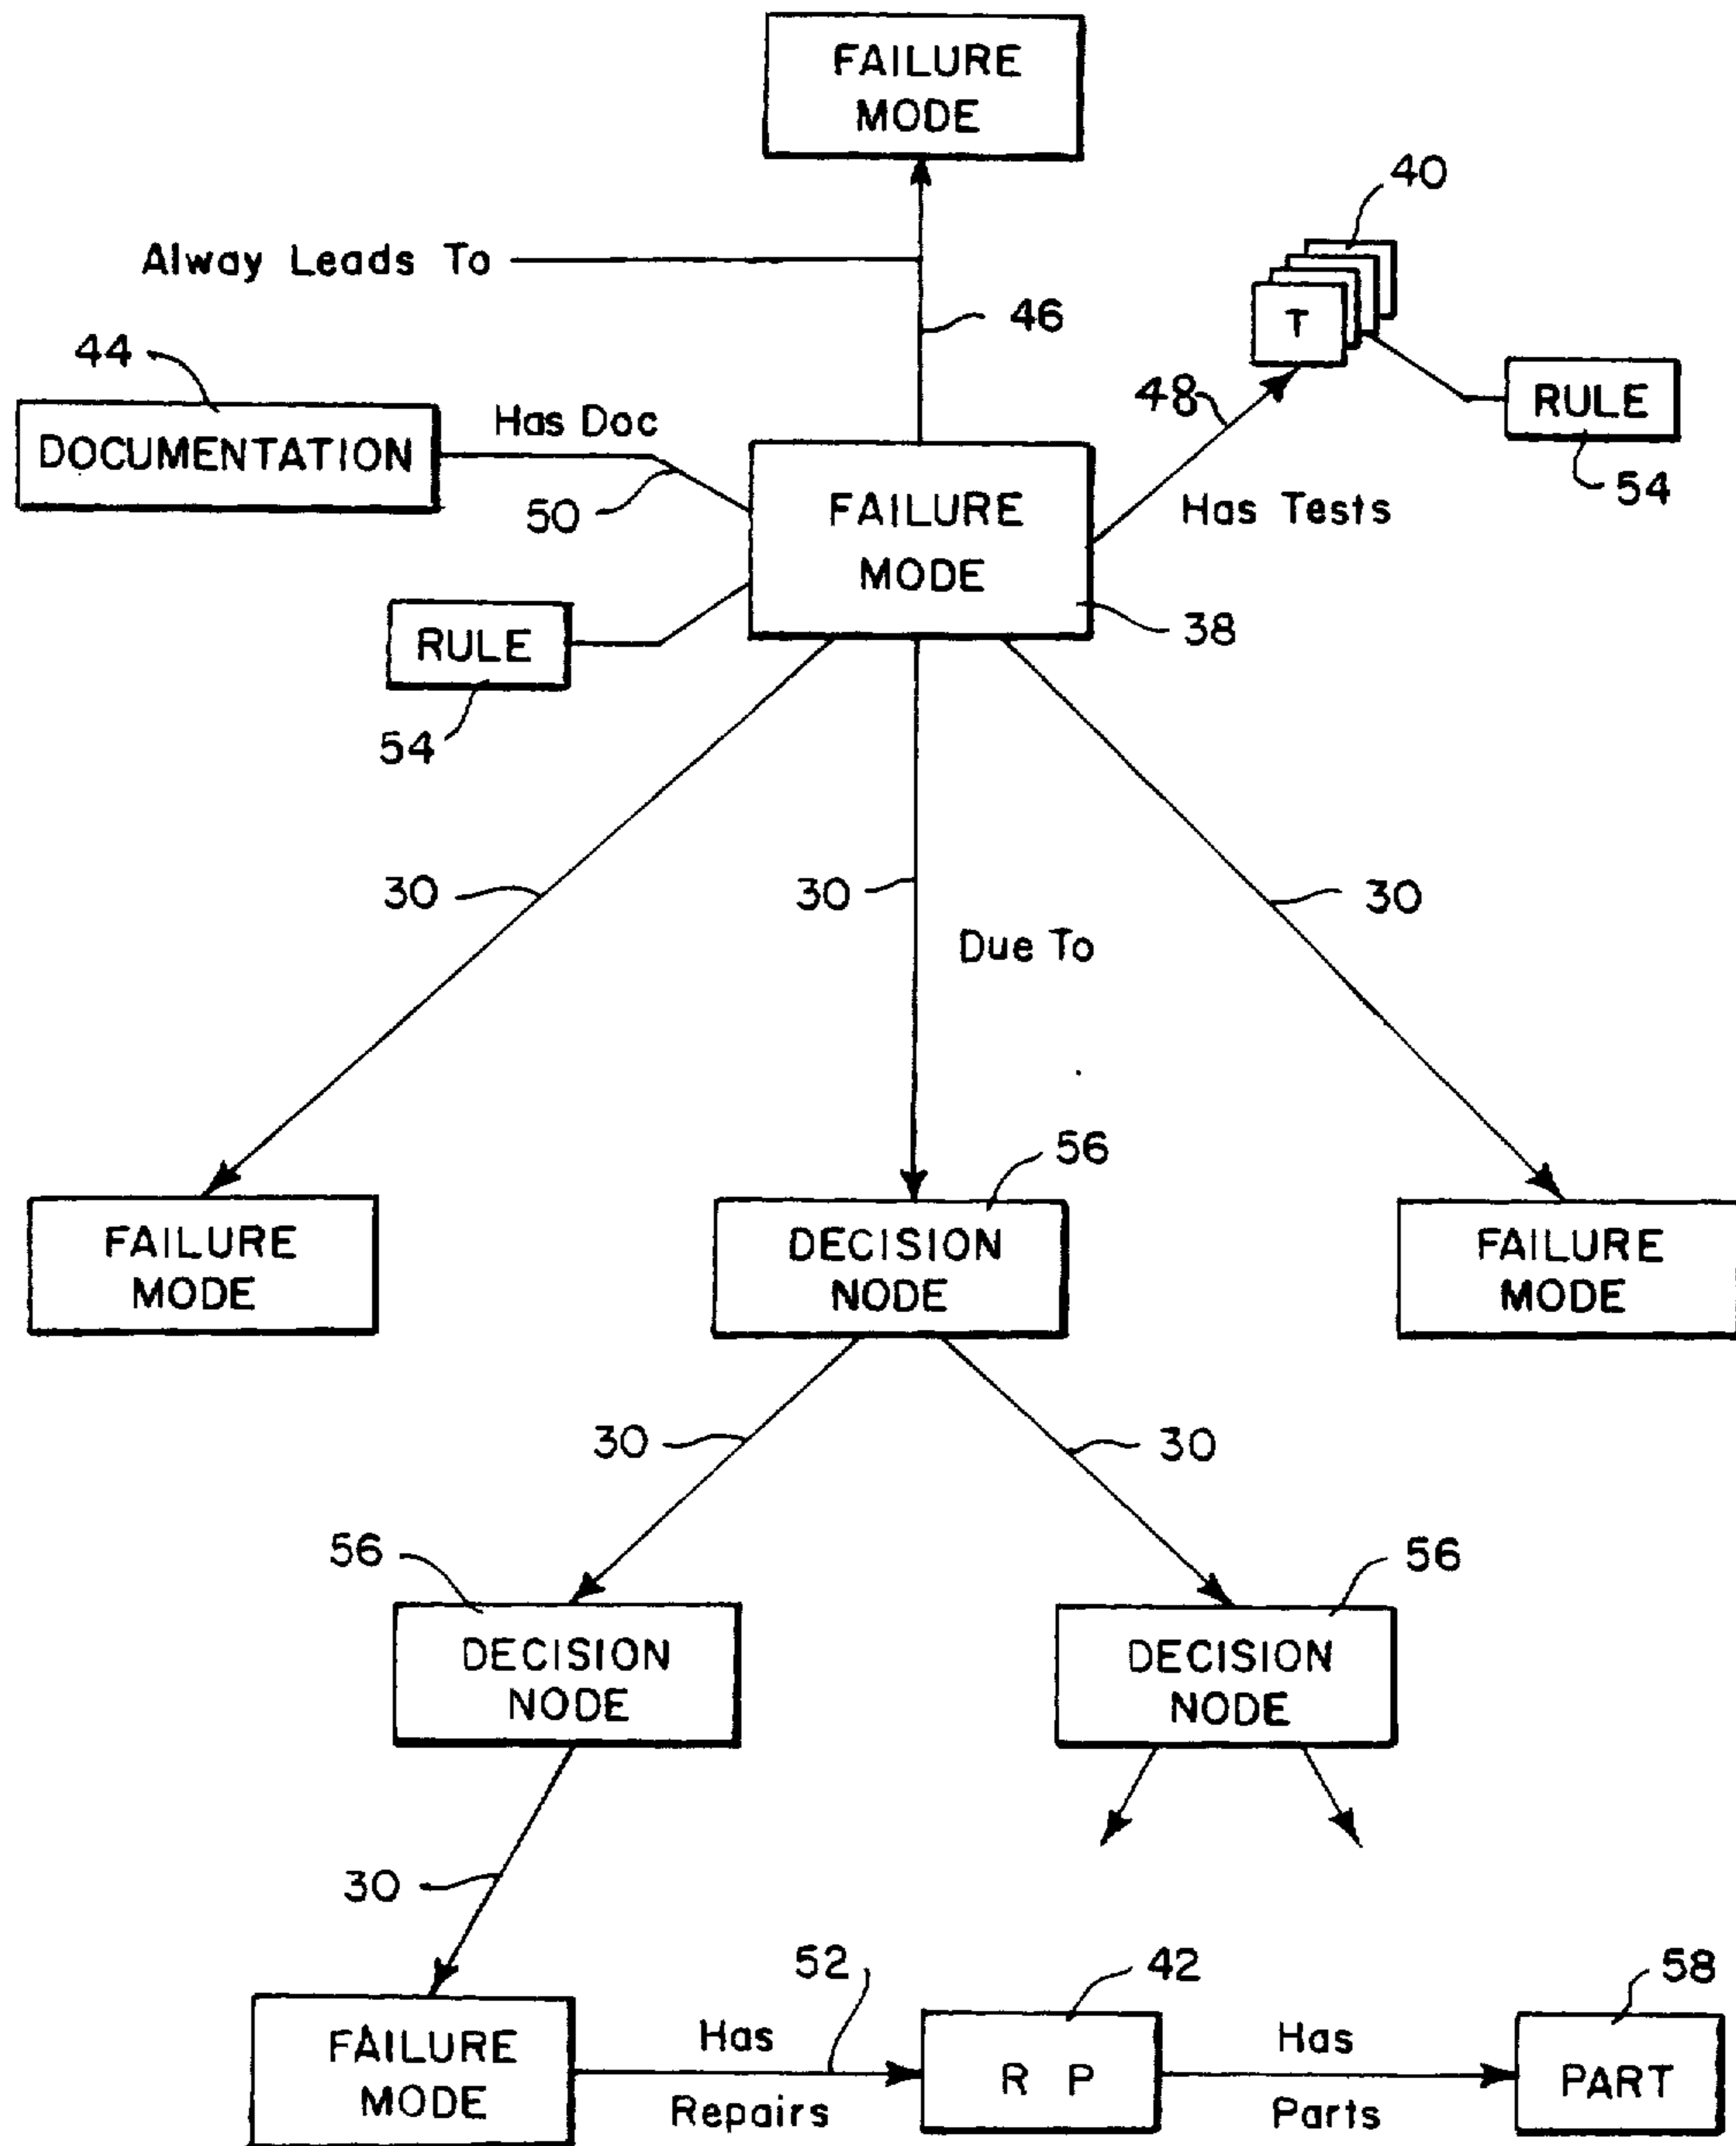 FAILURE
MODE
40
Alway Leads To
46
T
44
48
RULE
Has Doc
DOCUMENTATION
50
FAILURE
MODE
Has Tests
54
38
RULE
54
30
30
30
Due To
56
FAILURE
MODE
DECISION
NODE
FAILURE
MODE
30
30
56
56
DECISION
NODE
DECISION
NODE
30
52
42
58
FAILURE
MODE
Has
Repairs
R P
Has
Parts
PART